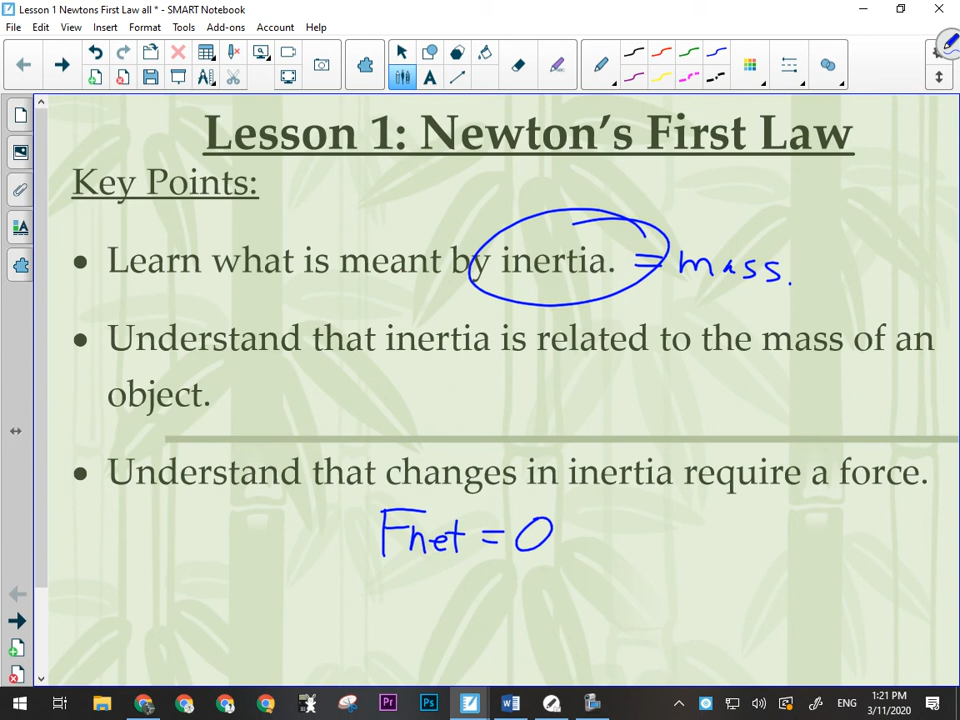 Lesson 1 Newtons First Law all * - SMART Notebook
File Edit View Insert Format Tools Add-ons Account Help
Lesson 1: Newton's First Law
Key Points:
• Learn what is meant by inertia. = mass.
• Understand that inertia is related to the mass of an
object.
• Understand that changes in inertia require a force.
Fnet = 0
Pr Ps ENG 1:21 PM
3/11/2020